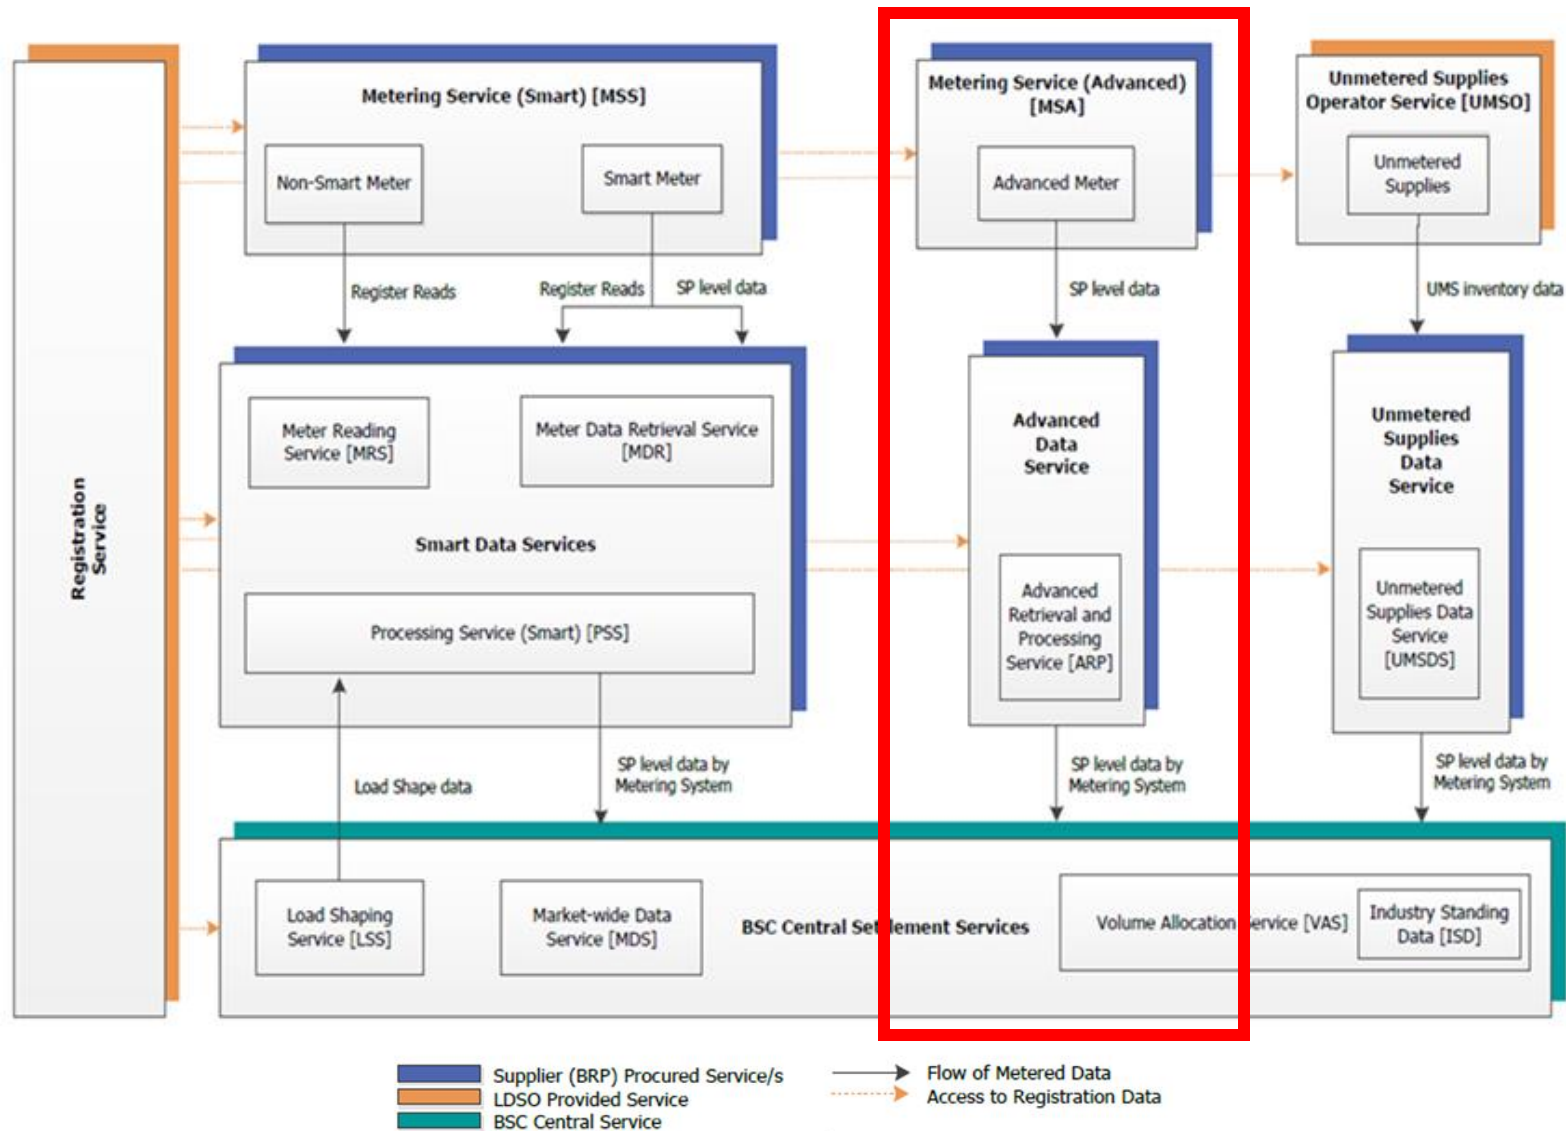 Metering Service (Smart) [MSS]
Non-Smart Meter
Smart Meter
Metering Service (Advanced)
[MSA]
Advanced Meter
Unmetered Supplies
Operator Service [UMSO]
Unmetered
Supplies
Register Reads
Register Reads
SP level data
SP level data
UMS inventory data
Registration
Service
Meter Reading
Service [MRS]
Meter Data Retrieval Service
[MDR]
Smart Data Services
Processing Service (Smart) [PSS]
Advanced
Data
Service
Advanced
Retrieval and
Processing
Service [ARP]
Unmetered
Supplies
Data
Service
Unmetered
Supplies Data
Service
[UMSDS]
Load Shape data
SP level data by
Metering System
SP level data by
Metering System
SP level data by
Metering System
Load Shaping
Service [LSS]
Market-wide Data
Service [MDS]
BSC Central Settlement Services
Volume Allocation Service [VAS]
Industry Standing
Data [ISD]
Supplier (BRP) Procured Service/s
LDSO Provided Service
BSC Central Service
Flow of Metered Data
Access to Registration Data